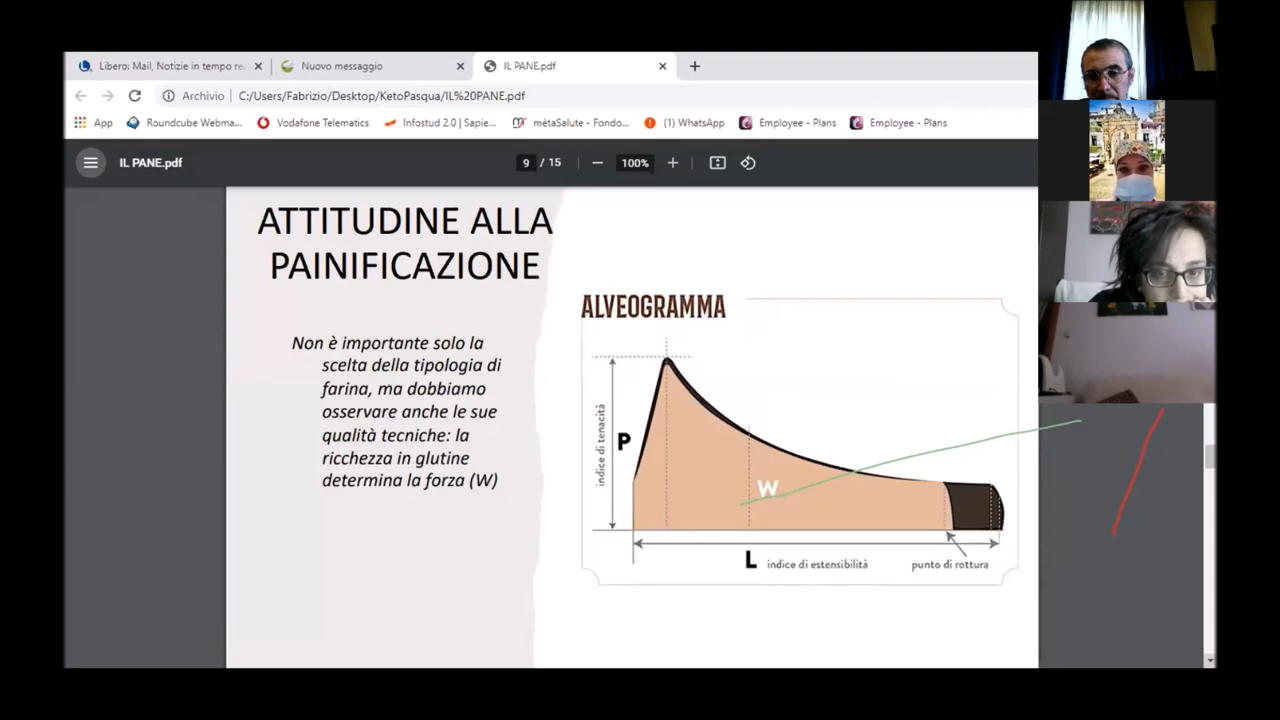 Libero: Mail, Notizie in tempo re
Nuovo messaggio
IL PANE.pdf
Archivio
C:/Users/Fabrizio/Desktop/KetoPasqua/IL%20PANE.pdf
App
Roundcube Webma...
Vodafone Telematics
Infostud 2.0 | Sapie...
mètaSalute - Fondo...
(1) WhatsApp
Employee - Plans
Employee - Plans
IL PANE.pdf
9 / 15
100%
ATTITUDINE ALLA
PAINIFICAZIONE
Non è importante solo la
scelta della tipologia di
farina, ma dobbiamo
osservare anche le sue
qualità tecniche: la
ricchezza in glutine
determina la forza (W)
ALVEOGRAMMA
indice di tenacità
P
W
L indice di estensibilità
punto di rottura